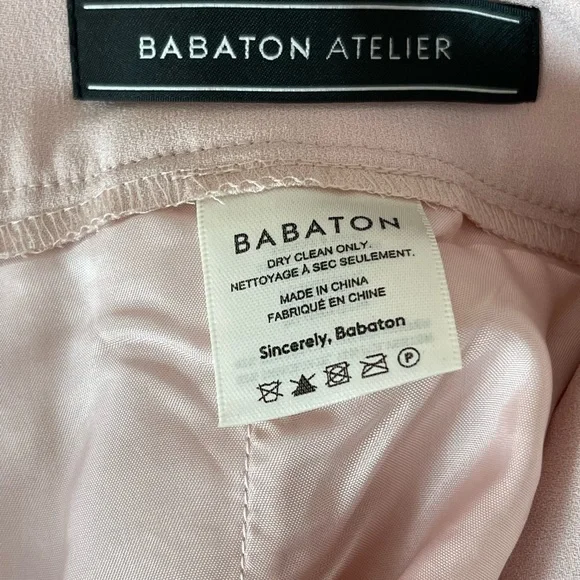 BABATON ATELIER
BABATON
DRY CLEAN ONLY.
NETTOYAGE À SEC SEULEMENT.
MADE IN CHINA
FABRIQUÉ EN CHINE
Sincerely, Babaton
P